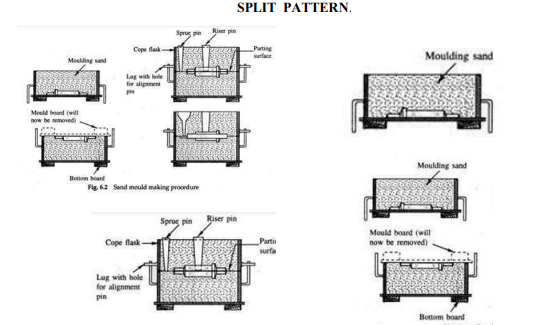 SPLIT PATTERN.
Sprue pin
Riser pin
Cope flask
Parting
surface
Moulding sand
Lug with hole
for alignment
pin
Mould board (will
now be removed)
Bottom board
Fig. 6.2 Sand mould making procedure
Moulding sand
Sprue pin
Riser pin
Cope flask
Parti
surfa
Lug with hole
for alignment
pin
Moulding sand
Mould board (will
now be removed)
Bottom board